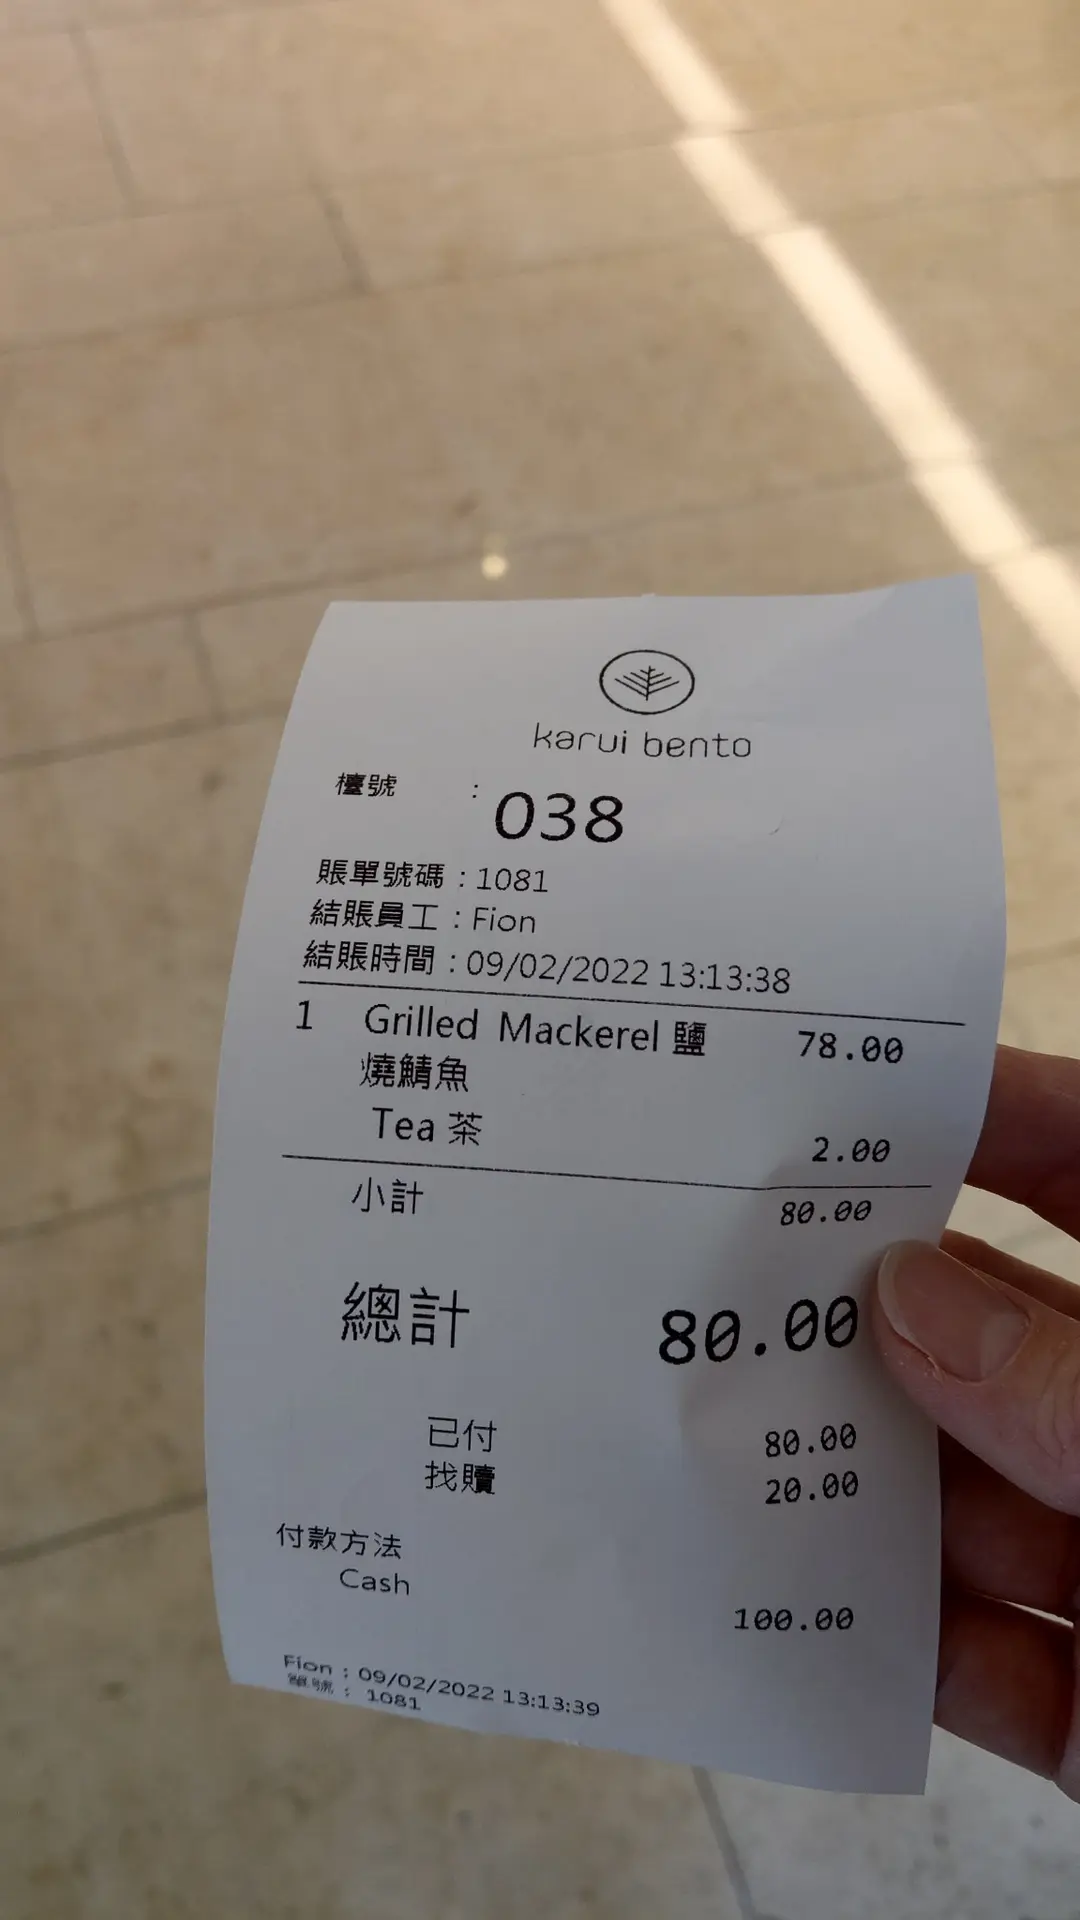 karui bento
檯號 : 038
賬單號碼 : 1081
結賬員工 : Fion
結賬時間 : 09/02/2022 13:13:38
1 Grilled Mackerel 鹽 78.00
燒鯖魚
Tea 茶 2.00
小計 80.00
總計 80.00
已付 80.00
找贖 20.00
付款方法
Cash
100.00
Fion : 09/02/2022 13:13:39
單號 : 1081